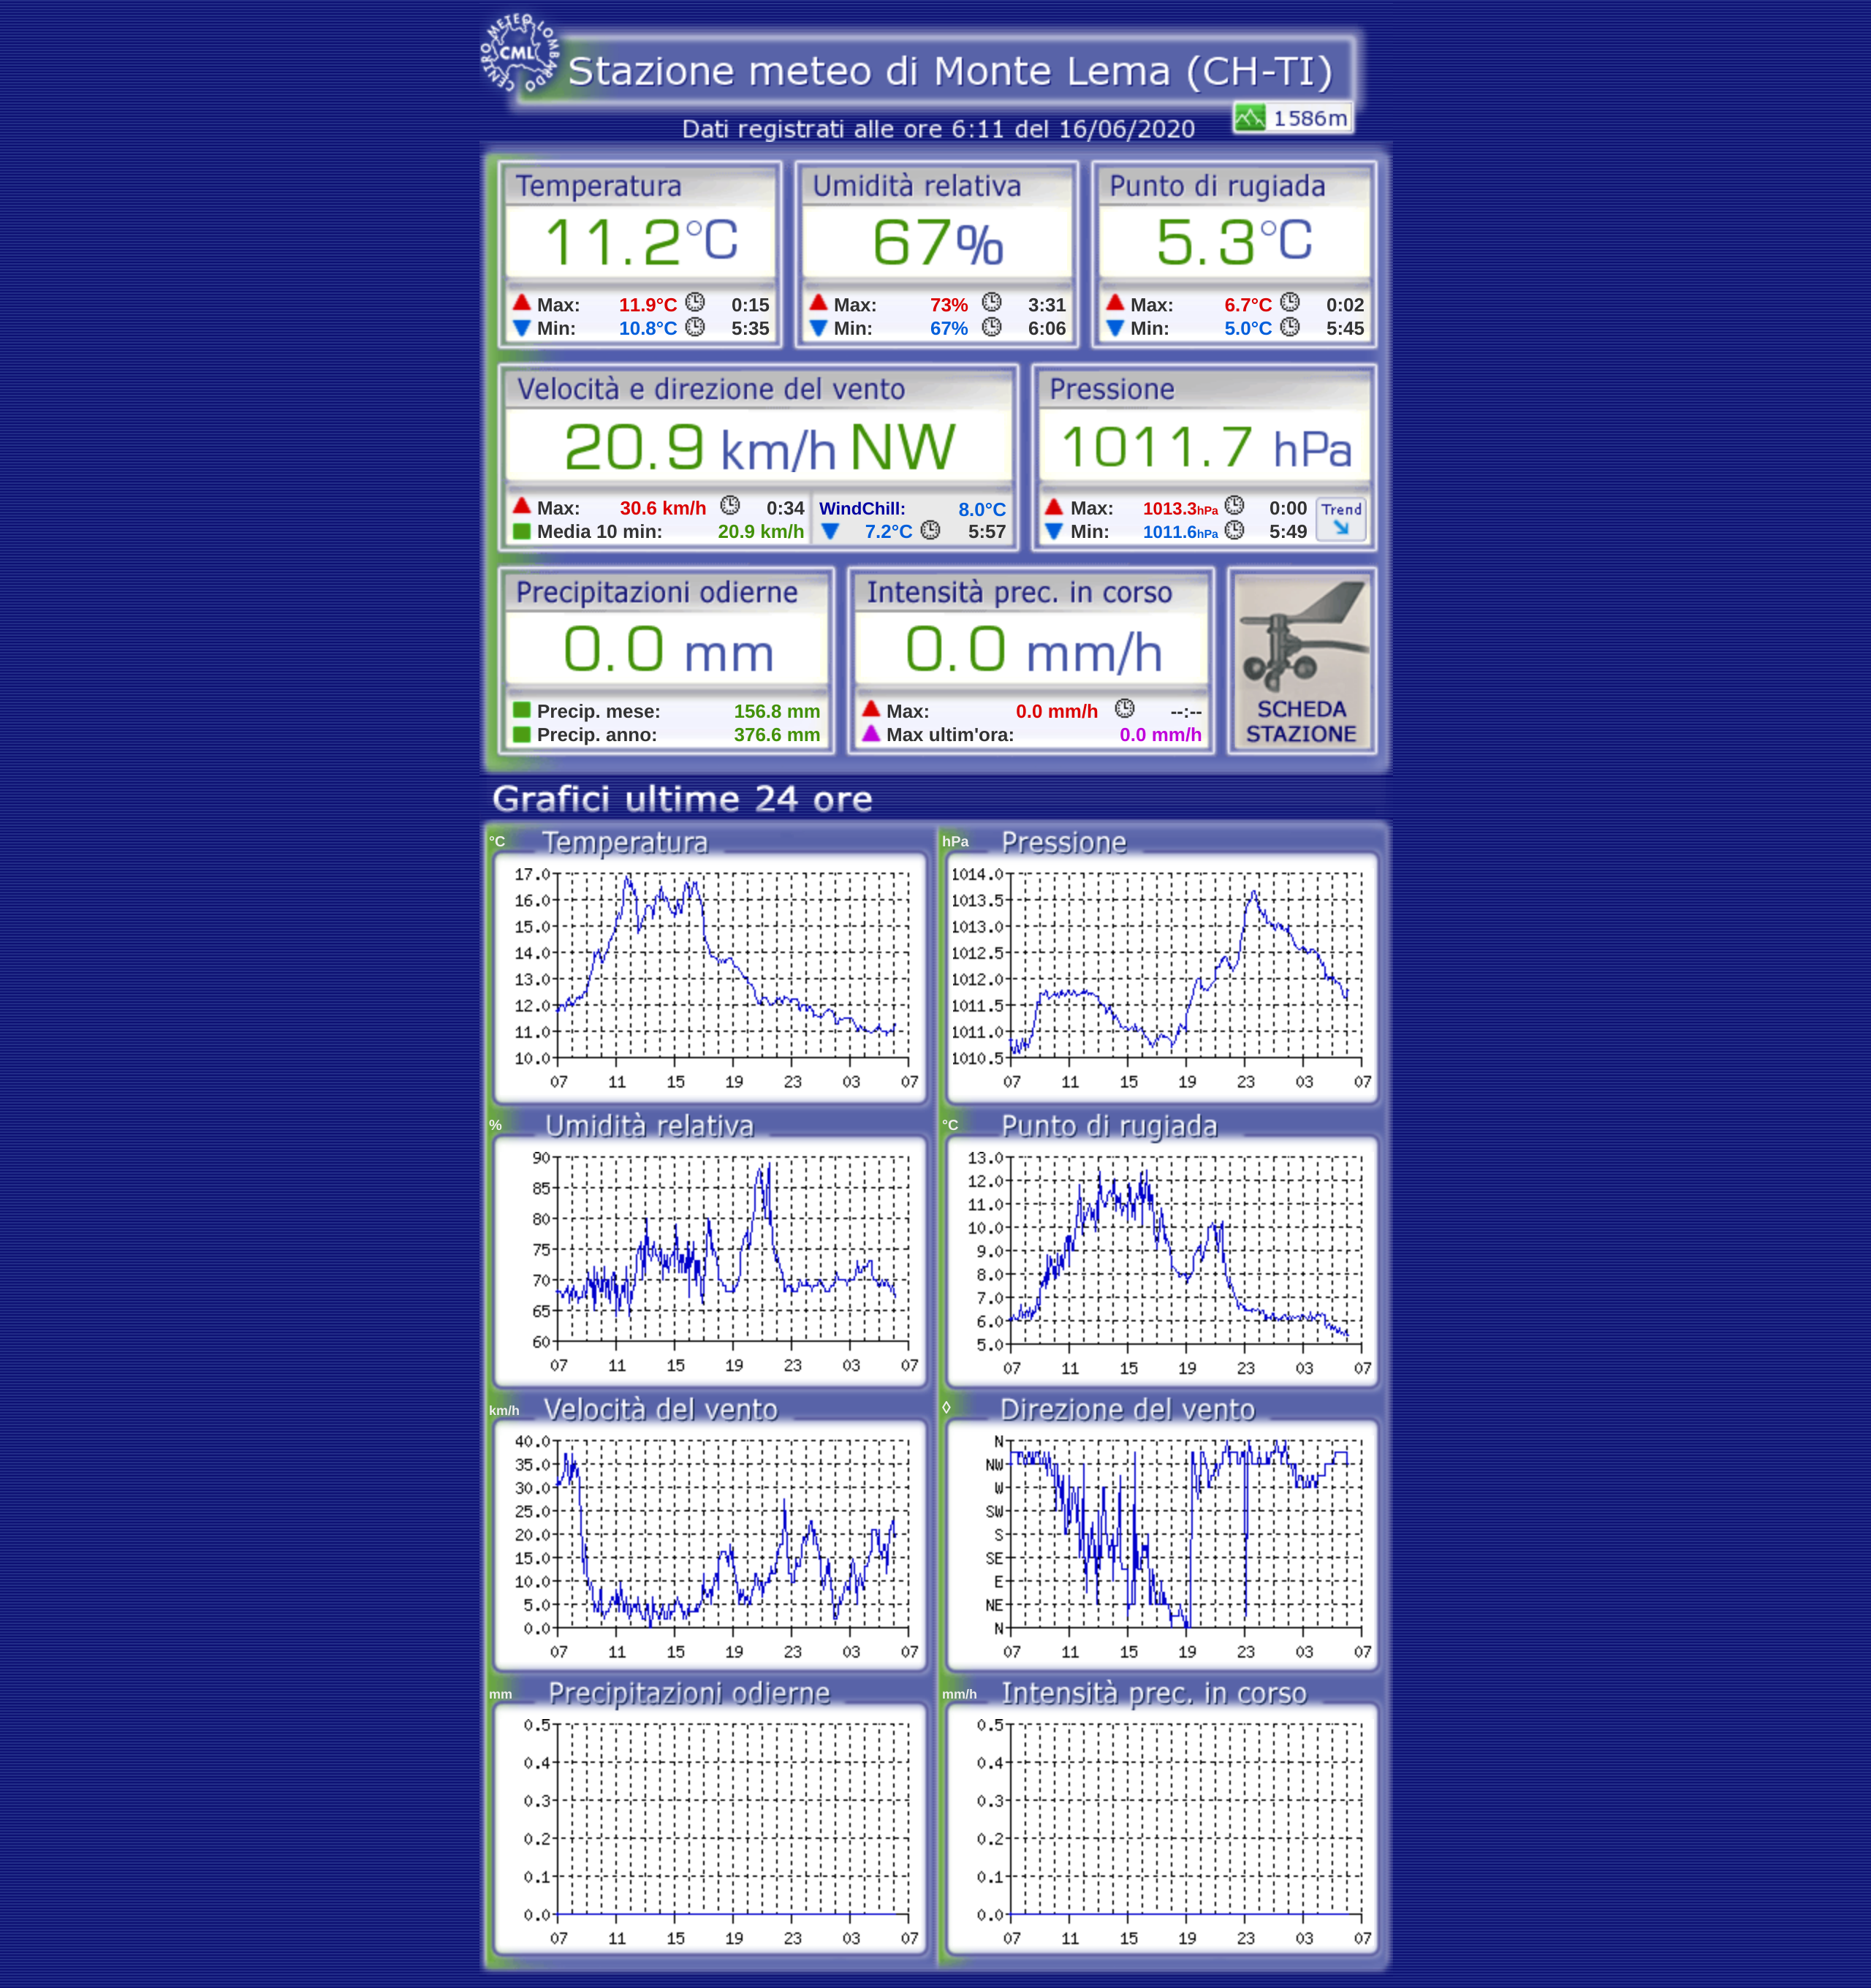 CENTRO METEO LOMBARDO
CML
Stazione meteo di Monte Lema (CH-TI)
1586m
Dati registrati alle ore 6:11 del 16/06/2020
Temperatura
11.2°C
Max: 11.9°C 0:15
Min: 10.8°C 5:35
Umidità relativa
67%
Max: 73% 3:31
Min: 67% 6:06
Punto di rugiada
5.3°C
Max: 6.7°C 0:02
Min: 5.0°C 5:45
Velocità e direzione del vento
20.9 km/h NW
Max: 30.6 km/h 0:34
Media 10 min: 20.9 km/h
WindChill: 8.0°C
7.2°C 5:57
Pressione
1011.7 hPa
Max: 1013.3hPa 0:00
Min: 1011.6hPa 5:49
Trend
Precipitazioni odierne
0.0 mm
Precip. mese: 156.8 mm
Precip. anno: 376.6 mm
Intensità prec. in corso
0.0 mm/h
Max: 0.0 mm/h --:--
Max ultim'ora: 0.0 mm/h
SCHEDA
STAZIONE
Grafici ultime 24 ore
°C Temperatura
17.0
16.0
15.0
14.0
13.0
12.0
11.0
10.0
07 11 15 19 23 03 07
hPa Pressione
1014.0
1013.5
1013.0
1012.5
1012.0
1011.5
1011.0
1010.5
07 11 15 19 23 03 07
% Umidità relativa
90
85
80
75
70
65
60
07 11 15 19 23 03 07
°C Punto di rugiada
13.0
12.0
11.0
10.0
9.0
8.0
7.0
6.0
5.0
07 11 15 19 23 03 07
km/h Velocità del vento
40.0
35.0
30.0
25.0
20.0
15.0
10.0
5.0
0.0
07 11 15 19 23 03 07
◊ Direzione del vento
N
NW
W
SW
S
SE
E
NE
N
07 11 15 19 23 03 07
mm Precipitazioni odierne
0.5
0.4
0.3
0.2
0.1
0.0
07 11 15 19 23 03 07
mm/h Intensità prec. in corso
0.5
0.4
0.3
0.2
0.1
0.0
07 11 15 19 23 03 07